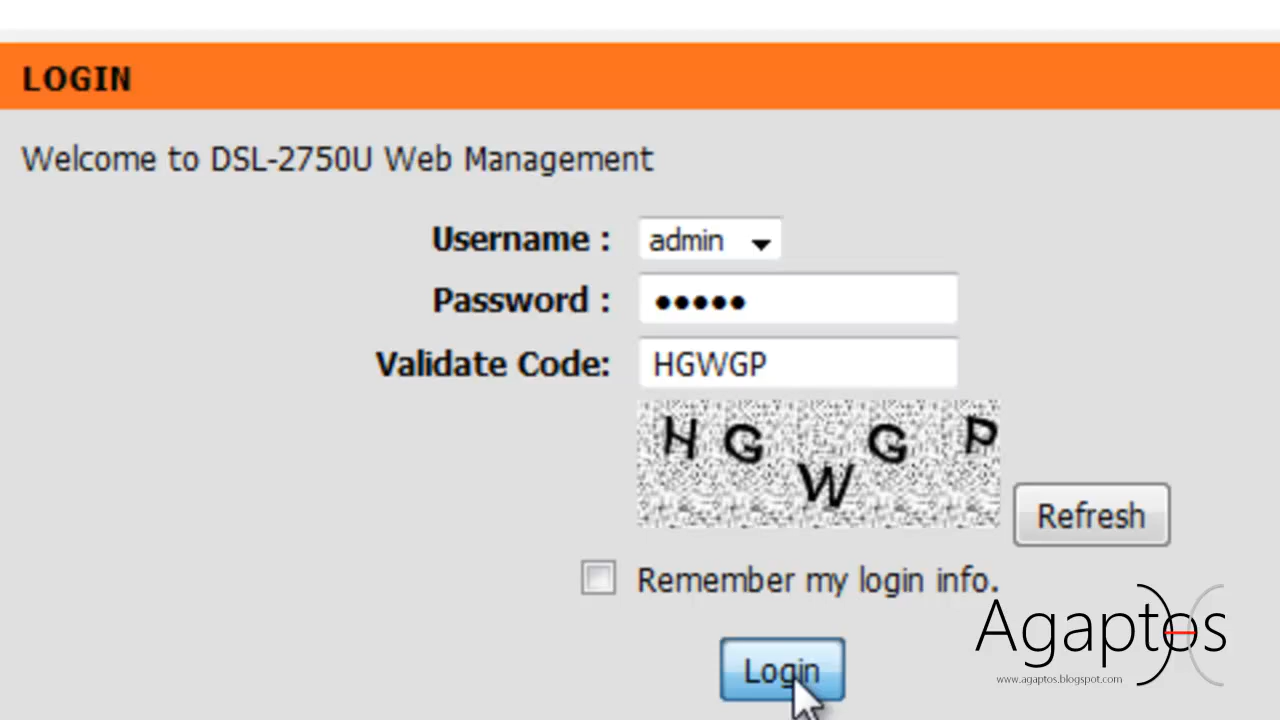 LOGIN
Welcome to DSL-2750U Web Management
Username : admin
Password : •••••
Validate Code: HGWGP
H G W G P
Refresh
Remember my login info.
Login
Agaptos
www.agaptos.blogspot.com